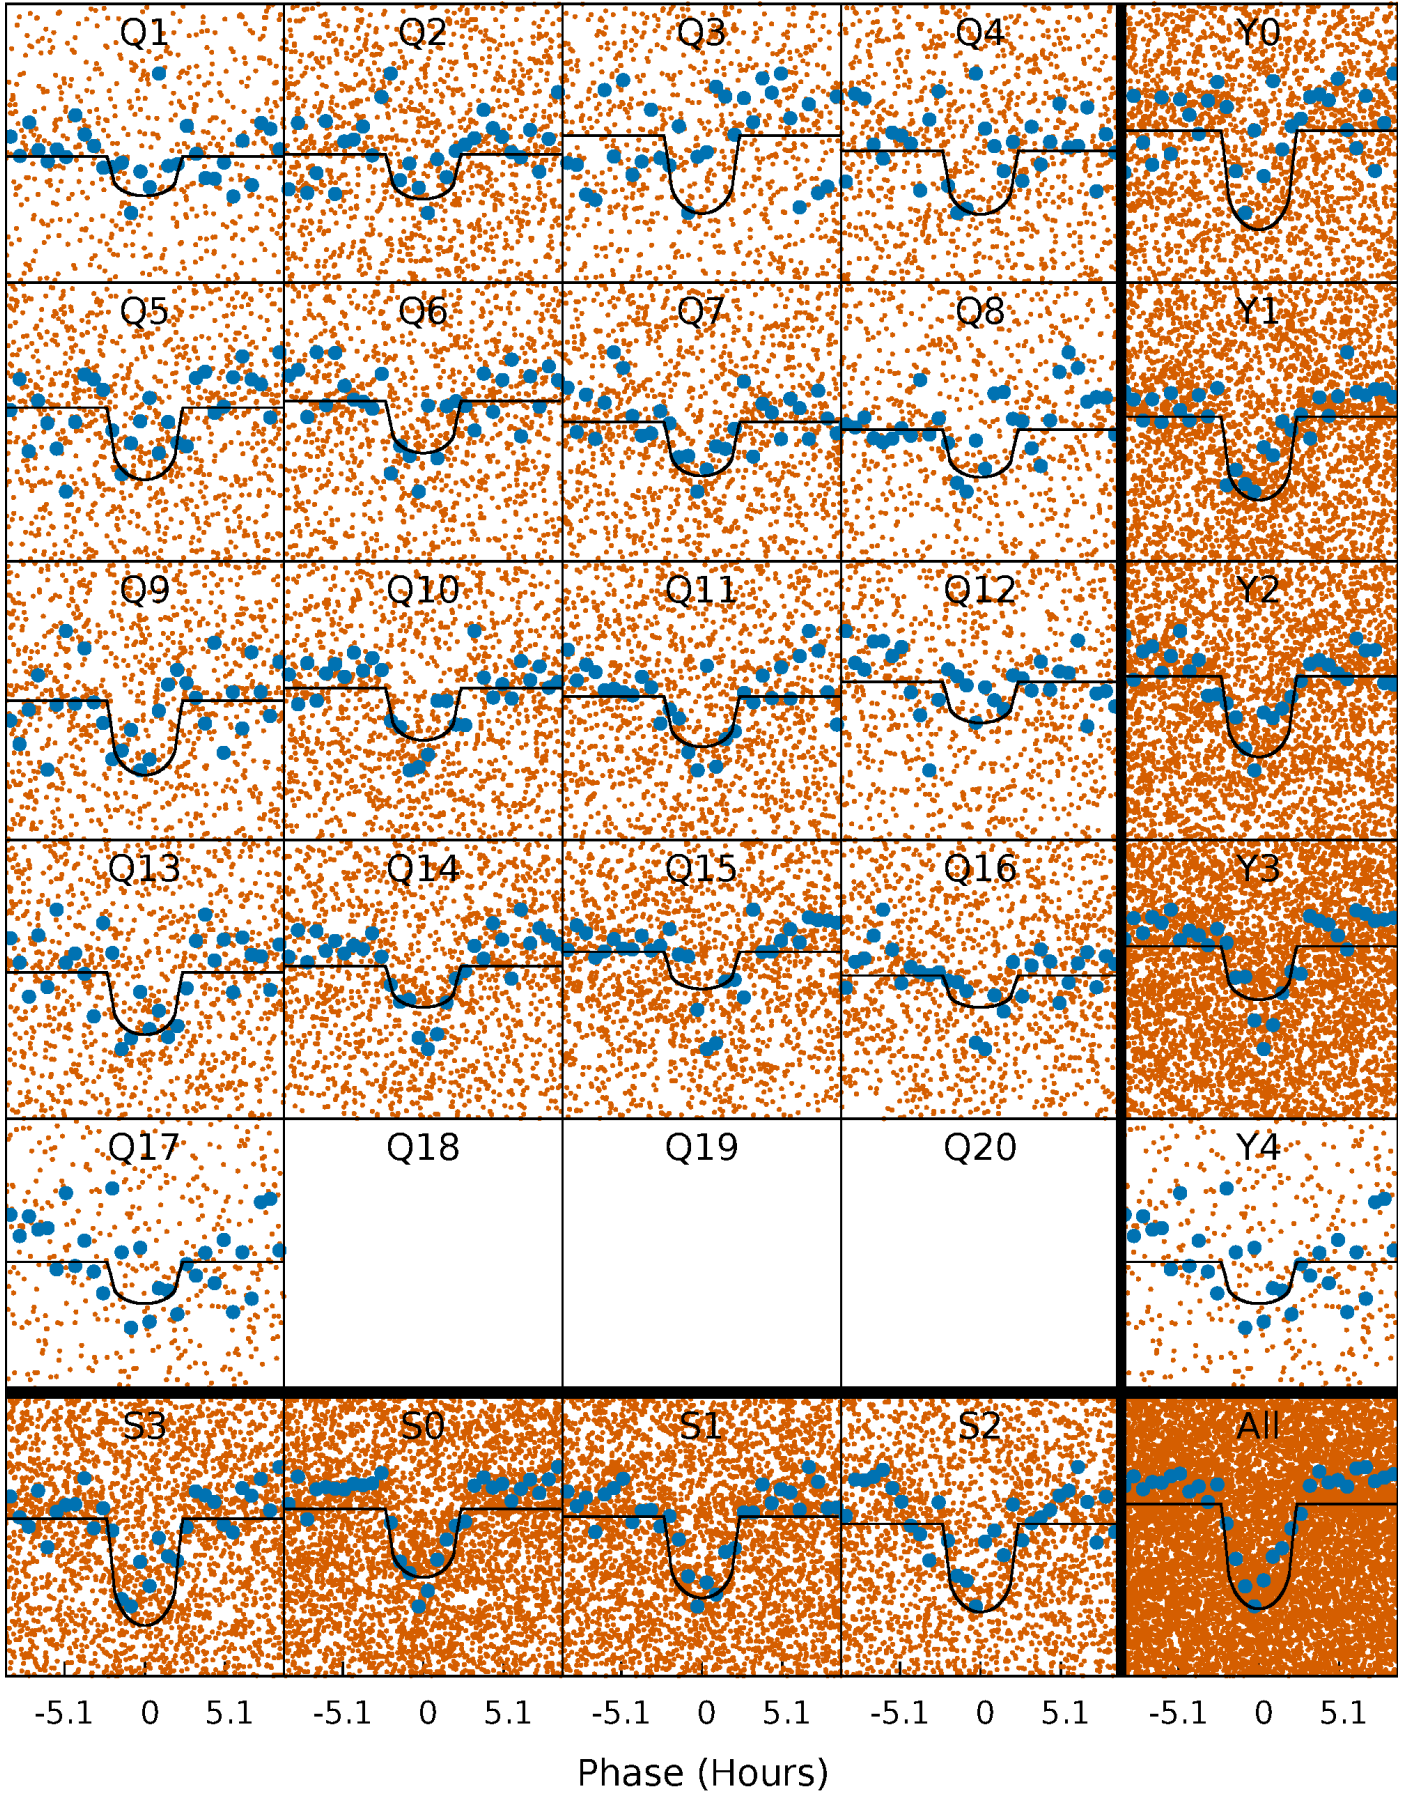 Q1 Q2 Q3 Q4 Y0
Q5 Q6 Q7 Q8 Y1
Q9 Q10 Q11 Q12 Y2
Q13 Q14 Q15 Q16 Y3
Q17 Q18 Q19 Q20 Y4
S3 S0 S1 S2 All
-5.1 0 5.1 -5.1 0 5.1 -5.1 0 5.1 -5.1 0 5.1 -5.1 0 5.1
Phase (Hours)